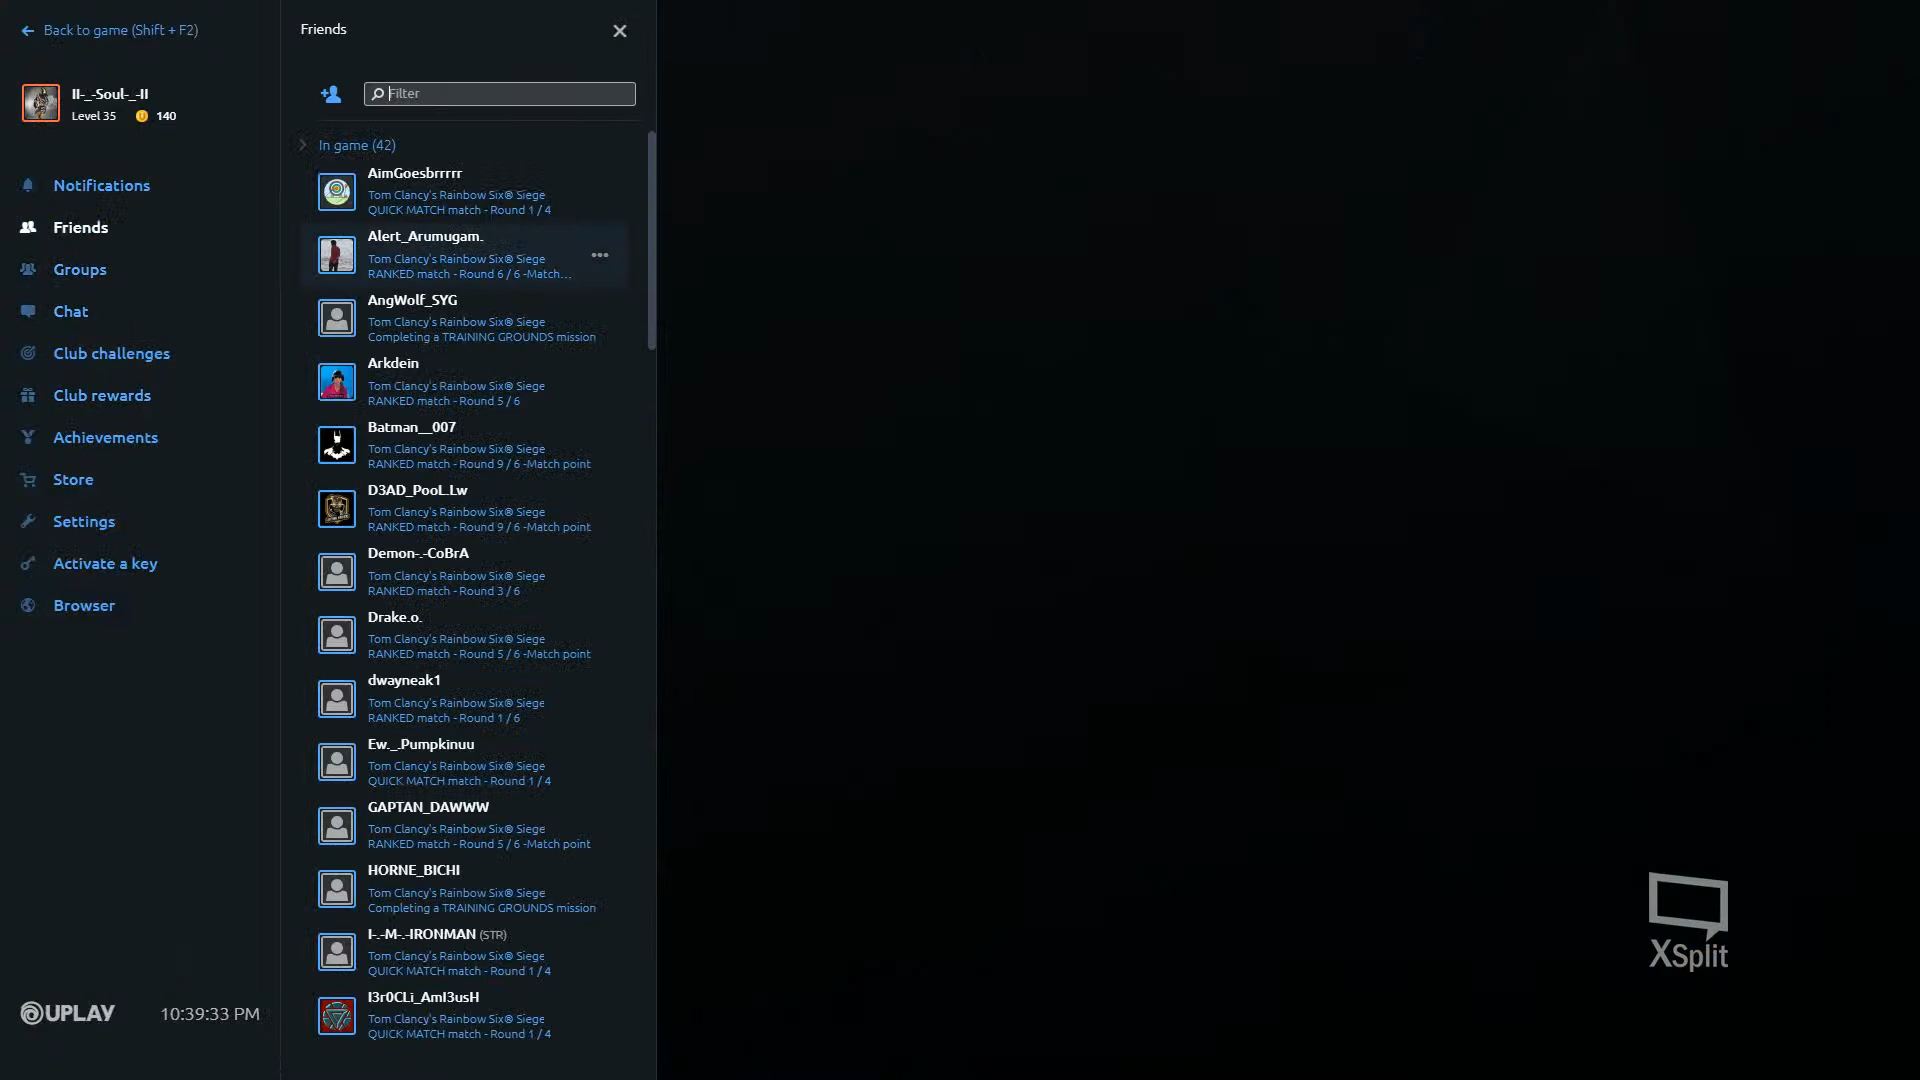 Back to game (Shift + F2)
II-_-Soul-_-II
Level 35 140
Notifications
Friends
Groups
Chat
Club challenges
Club rewards
Achievements
Store
Settings
Activate a key
Browser
UPLAY 10:39:33 PM
Friends
Filter
In game (42)
AimGoesbrrrrr
Tom Clancy's Rainbow Six® Siege
QUICK MATCH match - Round 1 / 4
Alert_Arumugam.
Tom Clancy's Rainbow Six® Siege
RANKED match - Round 6 / 6 -Match...
AngWolf_SYG
Tom Clancy's Rainbow Six® Siege
Completing a TRAINING GROUNDS mission
Arkdein
Tom Clancy's Rainbow Six® Siege
RANKED match - Round 5 / 6
Batman__007
Tom Clancy's Rainbow Six® Siege
RANKED match - Round 9 / 6 -Match point
D3AD_PooL.Lw
Tom Clancy's Rainbow Six® Siege
RANKED match - Round 9 / 6 -Match point
Demon-.-CoBrA
Tom Clancy's Rainbow Six® Siege
RANKED match - Round 3 / 6
Drake.o.
Tom Clancy's Rainbow Six® Siege
RANKED match - Round 5 / 6 -Match point
dwayneak1
Tom Clancy's Rainbow Six® Siege
RANKED match - Round 1 / 6
Ew._.Pumpkinuu
Tom Clancy's Rainbow Six® Siege
QUICK MATCH match - Round 1 / 4
GAPTAN_DAWWW
Tom Clancy's Rainbow Six® Siege
RANKED match - Round 5 / 6 -Match point
HORNE_BICHI
Tom Clancy's Rainbow Six® Siege
Completing a TRAINING GROUNDS mission
I-.-M-.-IRONMAN (STR)
Tom Clancy's Rainbow Six® Siege
QUICK MATCH match - Round 1 / 4
I3r0CLi_AmI3usH
Tom Clancy's Rainbow Six® Siege
QUICK MATCH match - Round 1 / 4
XSplit